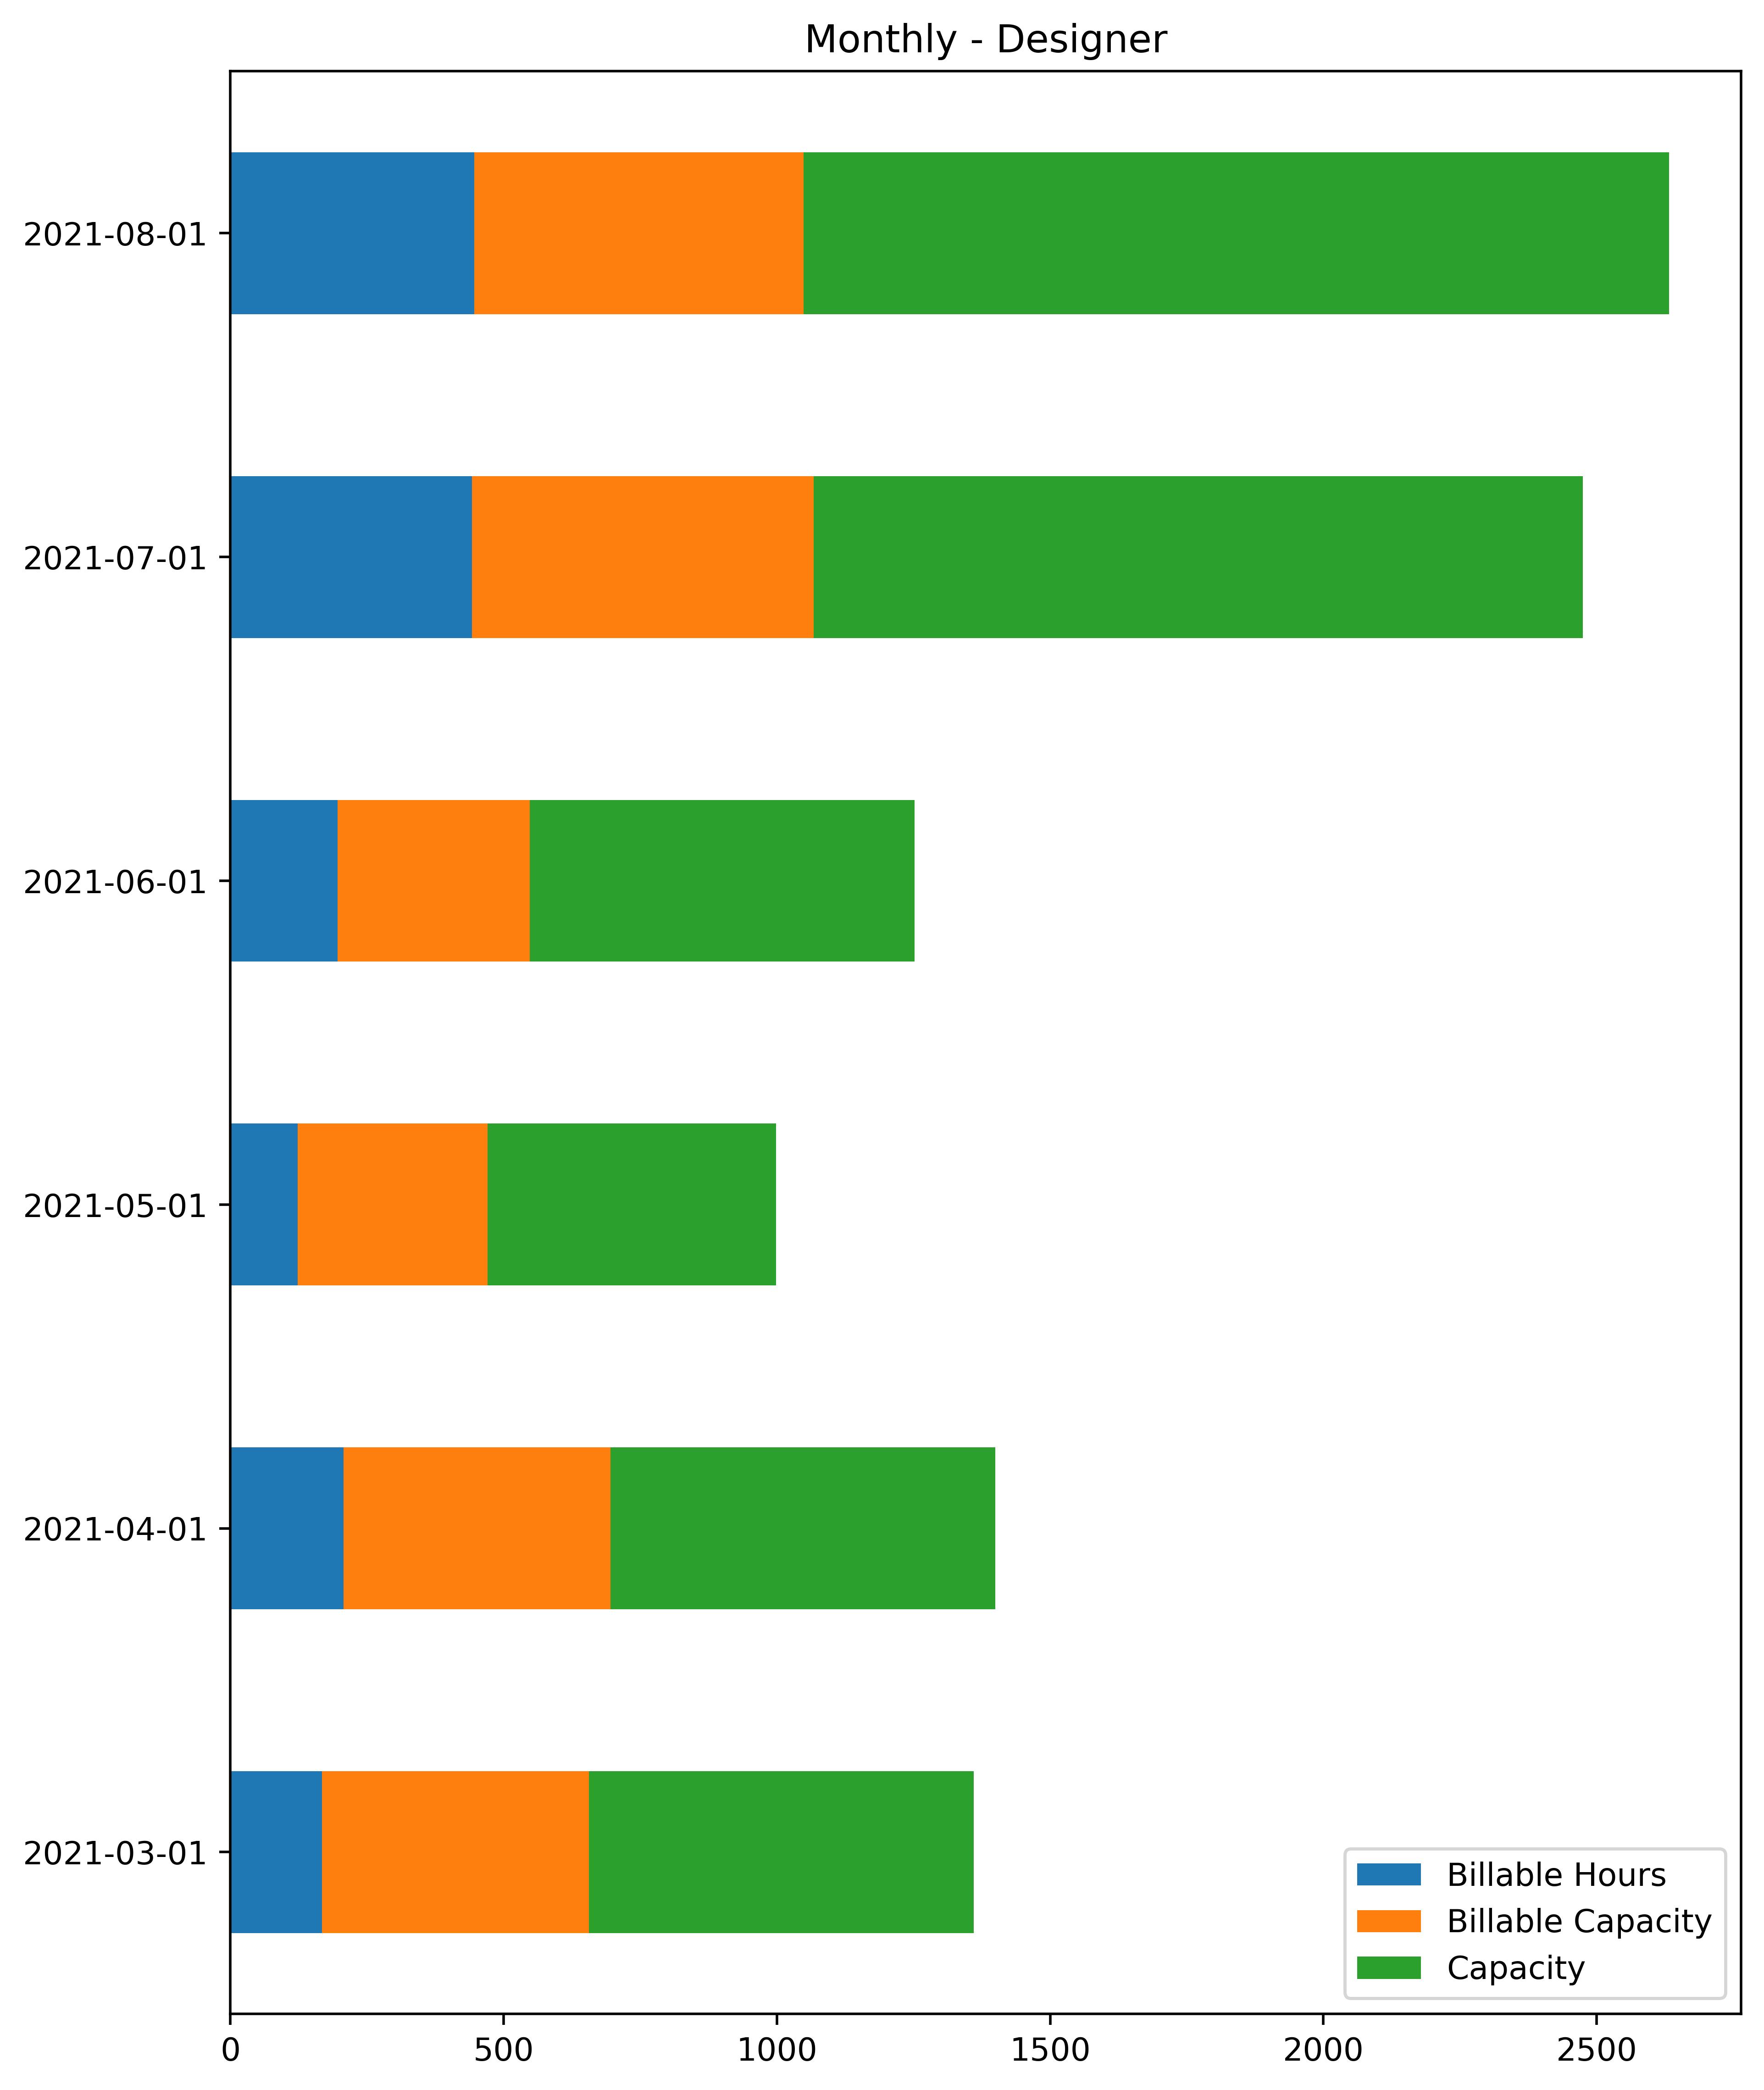 Monthly - Designer
2021-08-01
2021-07-01
2021-06-01
2021-05-01
2021-04-01
2021-03-01
Billable Hours
Billable Capacity
Capacity
0 500 1000 1500 2000 2500